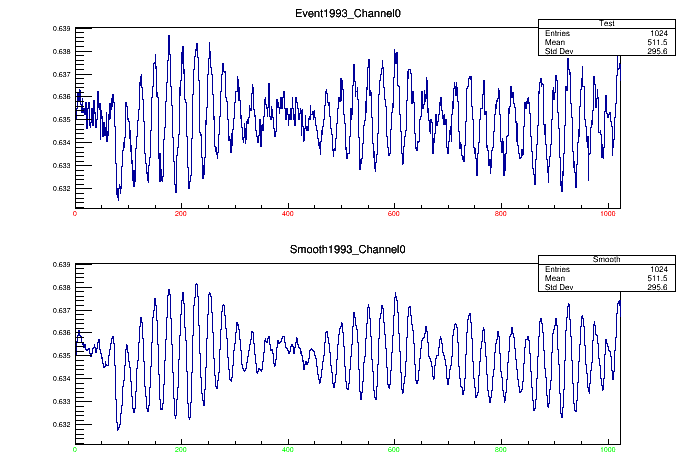 Event1993_Channel0
Test
Entries 1024
Mean 511.5
Std Dev 295.6
0.639
0.638
0.637
0.636
0.635
0.634
0.633
0.632
0 200 400 600 800 1000
Smooth1993_Channel0
Smooth
Entries 1024
Mean 511.5
Std Dev 295.6
0.639
0.638
0.637
0.636
0.635
0.634
0.633
0.632
0 200 400 600 800 1000